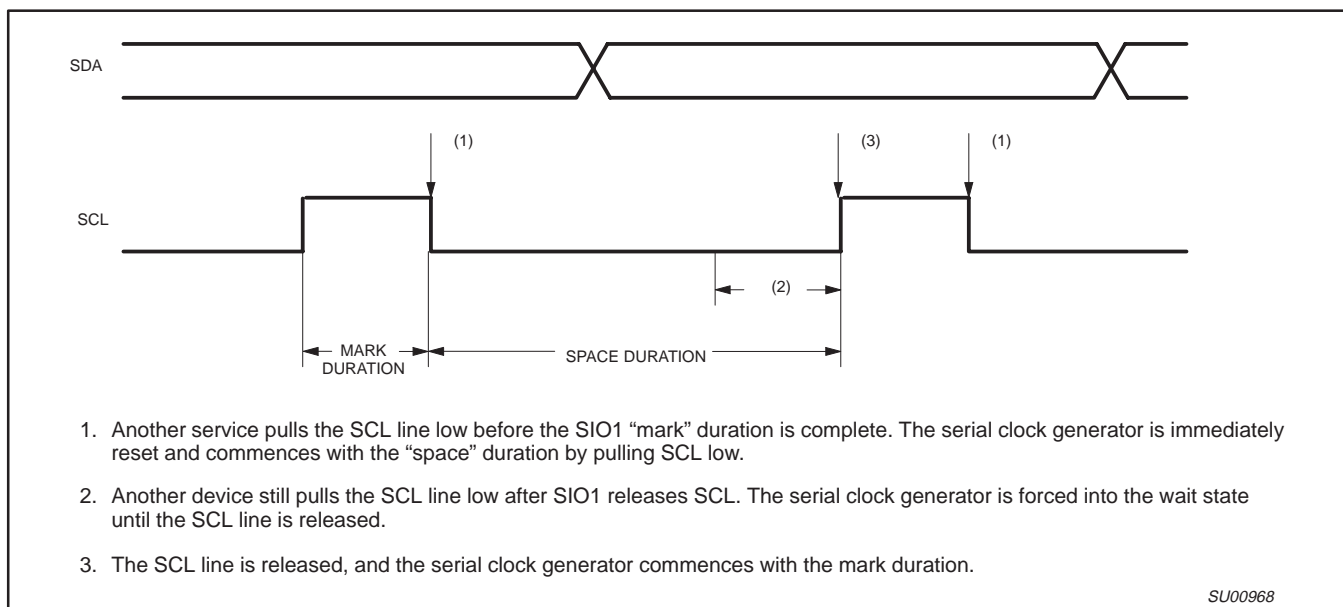 SDA
(1)
(3)
(1)
SCL
(2)
MARK
DURATION
SPACE DURATION
1. Another service pulls the SCL line low before the SIO1 “mark” duration is complete. The serial clock generator is immediately
reset and commences with the “space” duration by pulling SCL low.
2. Another device still pulls the SCL line low after SIO1 releases SCL. The serial clock generator is forced into the wait state
until the SCL line is released.
3. The SCL line is released, and the serial clock generator commences with the mark duration.
SU00968